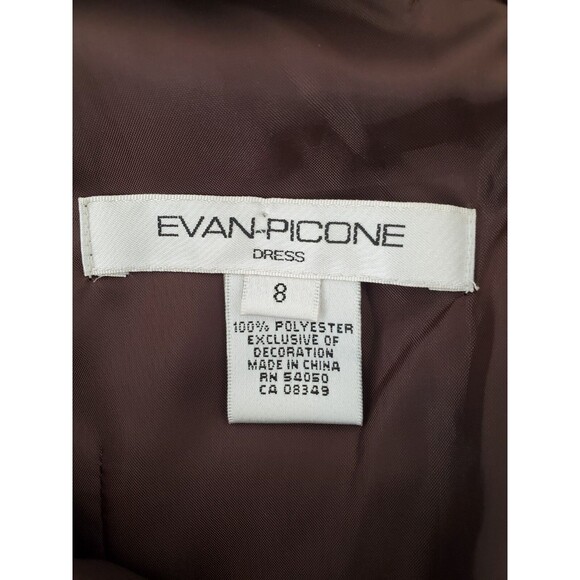 EVAN-PICONE
DRESS
8
100% POLYESTER
EXCLUSIVE OF
DECORATION
MADE IN CHINA
RN 54050
CA 08349